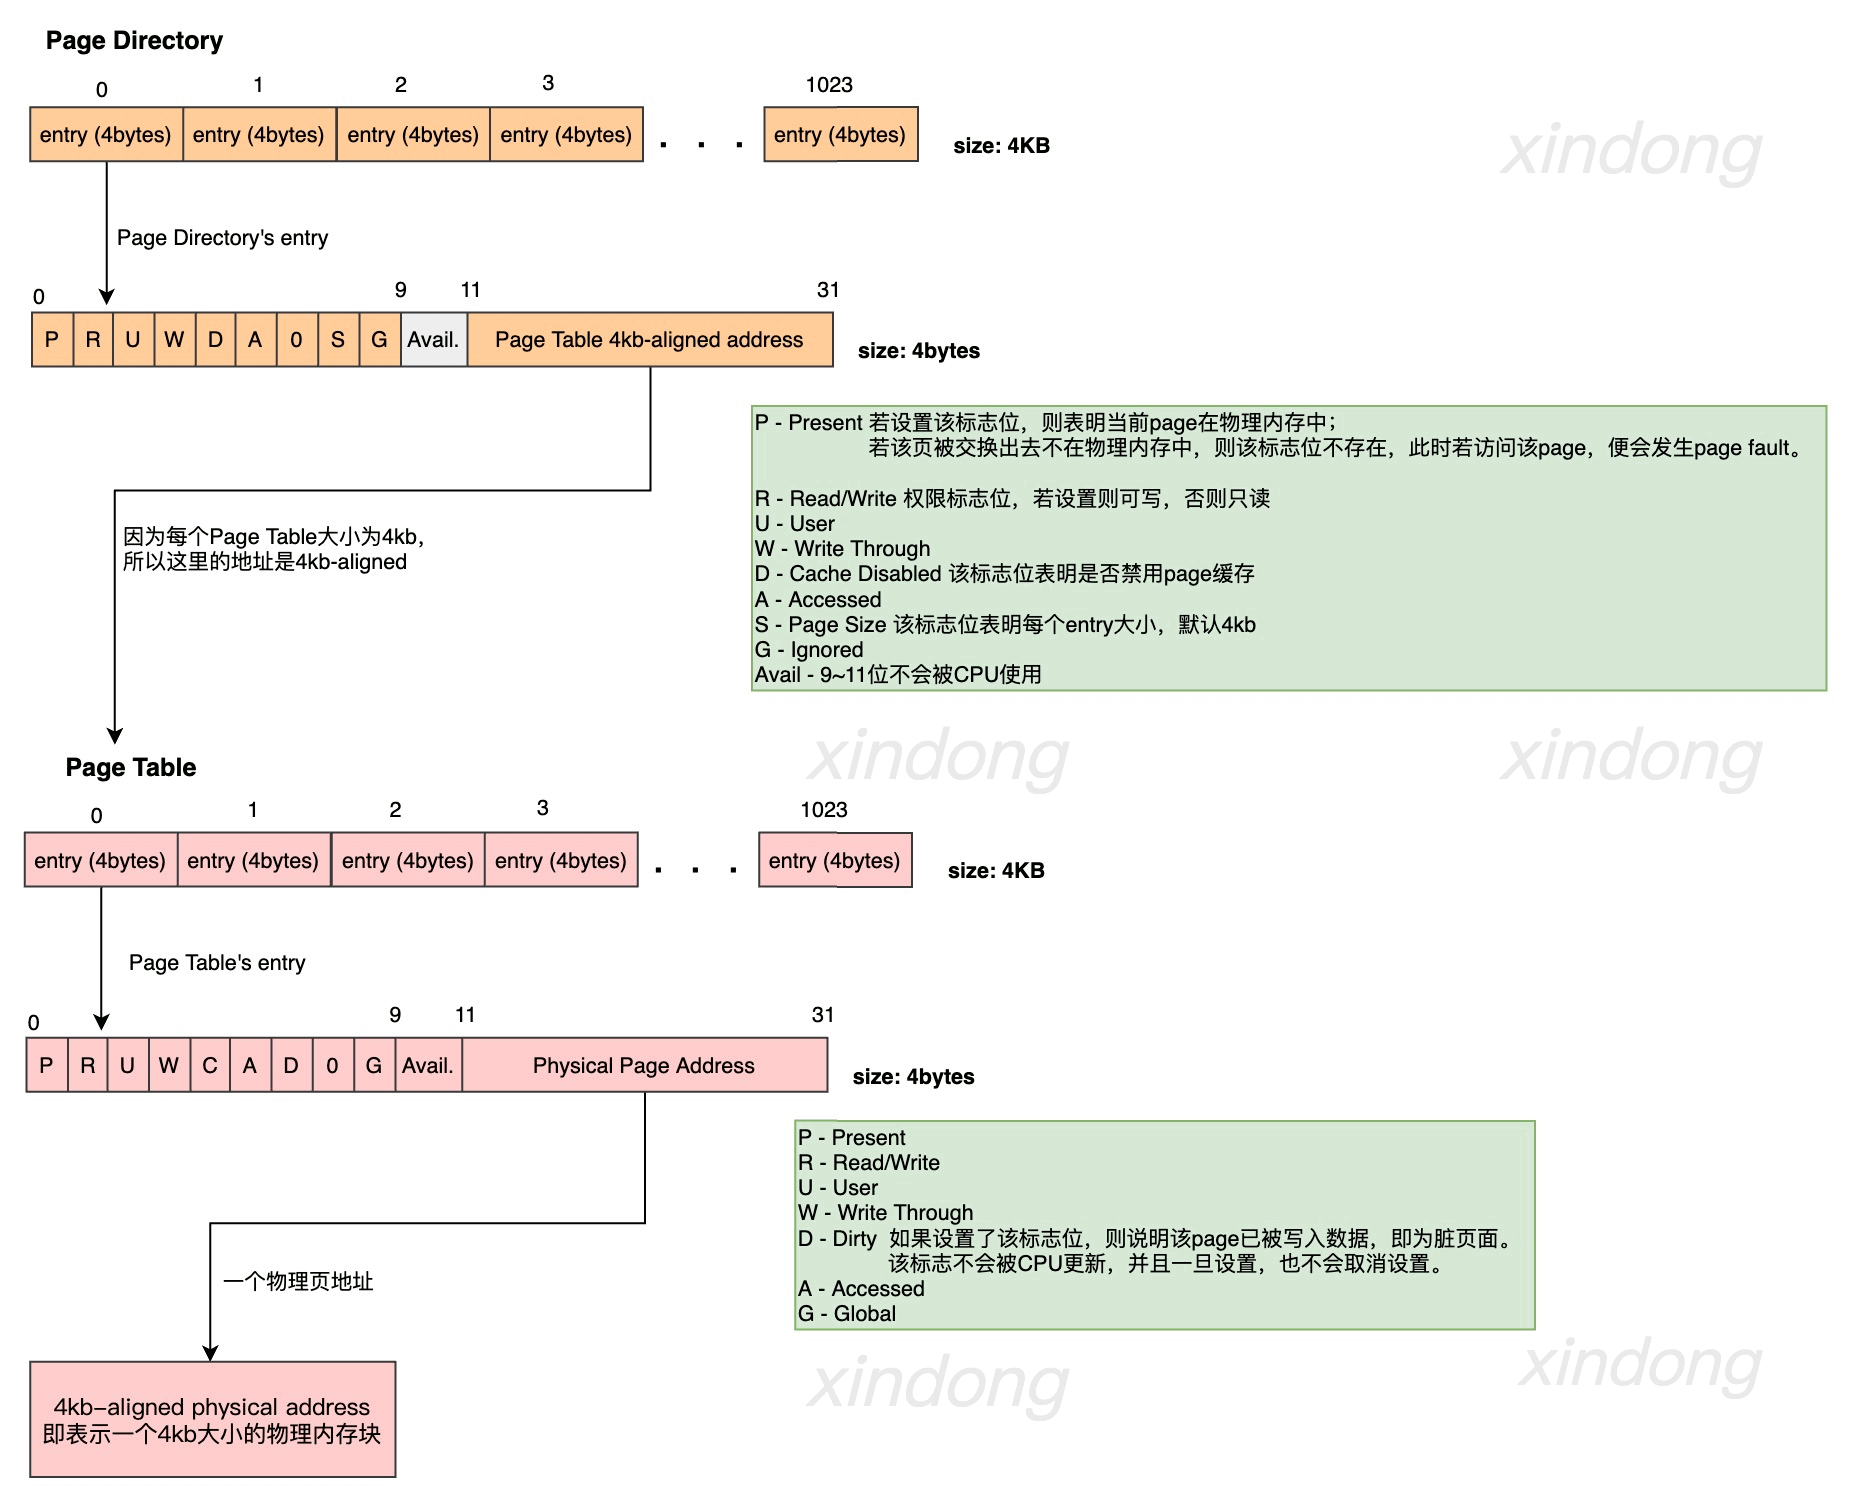 Page Directory
0 1 2 3 1023
entry (4bytes) entry (4bytes) entry (4bytes) entry (4bytes) . . . entry (4bytes) size: 4KB
xindong
Page Directory's entry
0 9 11 31
P R U W D A 0 S G Avail. Page Table 4kb-aligned address size: 4bytes
P - Present 若设置该标志位，则表明当前page在物理内存中；
若该页被交换出去不在物理内存中，则该标志位不存在，此时若访问该page，便会发生page fault。
R - Read/Write 权限标志位，若设置则可写，否则只读
U - User
W - Write Through
D - Cache Disabled 该标志位表明是否禁用page缓存
A - Accessed
S - Page Size 该标志位表明每个entry大小，默认4kb
G - Ignored
Avail - 9~11位不会被CPU使用
因为每个Page Table大小为4kb，
所以这里的地址是4kb-aligned
xindong xindong
Page Table
0 1 2 3 1023
entry (4bytes) entry (4bytes) entry (4bytes) entry (4bytes) . . . entry (4bytes) size: 4KB
Page Table's entry
0 9 11 31
P R U W C A D 0 G Avail. Physical Page Address size: 4bytes
P - Present
R - Read/Write
U - User
W - Write Through
D - Dirty 如果设置了该标志位，则说明该page已被写入数据，即为脏页面。
该标志不会被CPU更新，并且一旦设置，也不会取消设置。
A - Accessed
G - Global
一个物理页地址
xindong xindong
4kb-aligned physical address
即表示一个4kb大小的物理内存块